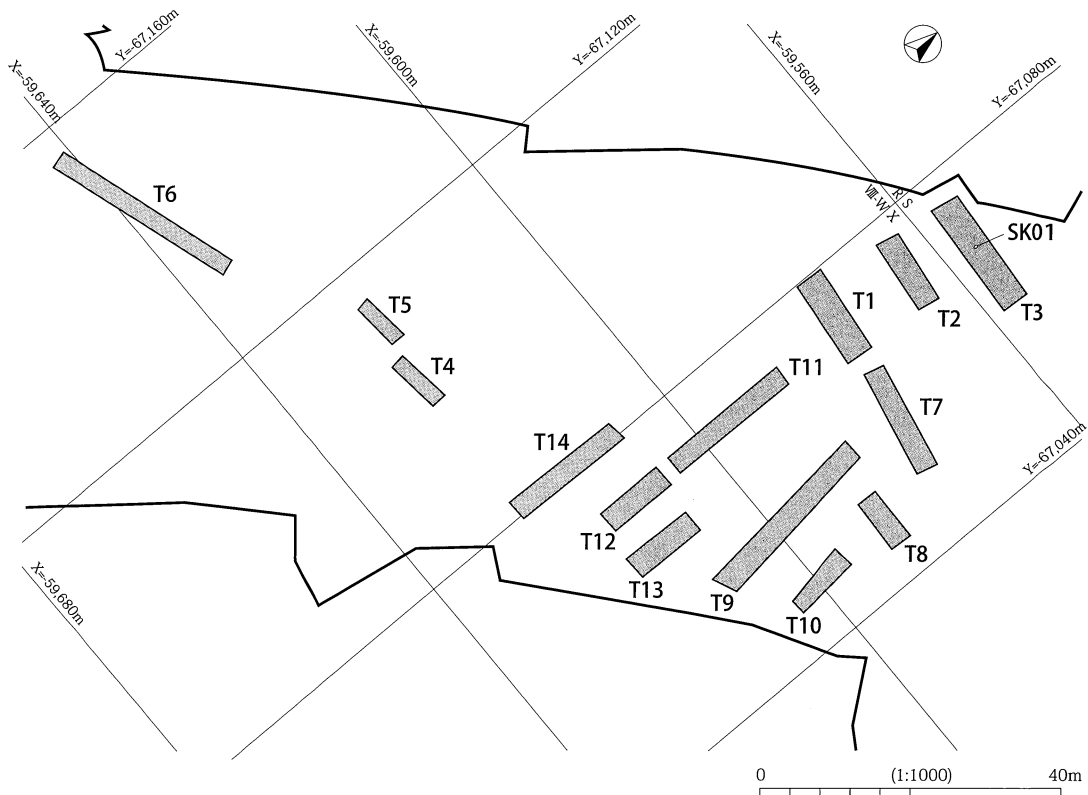 Y=-67,160m
X=-59,600m
Y=-67,120m
X=-59,560m
Y=-67,080m
X=-59,640m
T6
R
S
Ⅷ-W
X
SK01
T5
T1
T2
T3
T4
T11
T7
T14
Y=-67,040m
T12
T8
X=-59,680m
T13
T9
T10
0
(1:1000)
40m